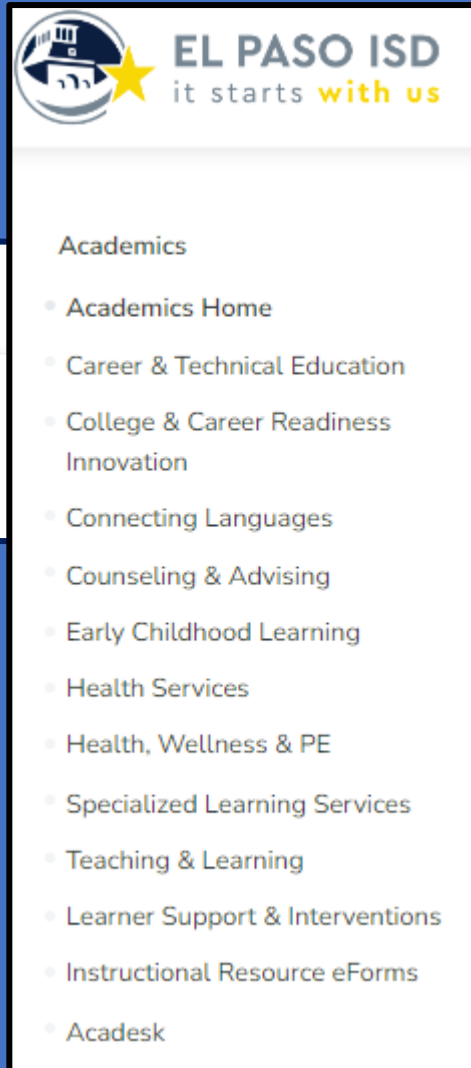 EL PASO ISD
it starts with us
Academics
Academics Home
Career & Technical Education
College & Career Readiness
Innovation
Connecting Languages
Counseling & Advising
Early Childhood Learning
Health Services
Health, Wellness & PE
Specialized Learning Services
Teaching & Learning
Learner Support & Interventions
Instructional Resource eForms
Acadesk